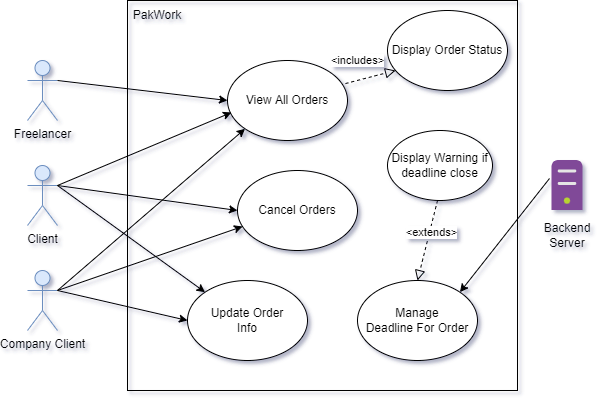 PakWork
Display Order Status
<includes>
View All Orders
Freelancer
Display Warning if
deadline close
Cancel Orders
Client
Backend
Server
<extends>
Update Order
Info
Manage
Deadline For Order
Company Client